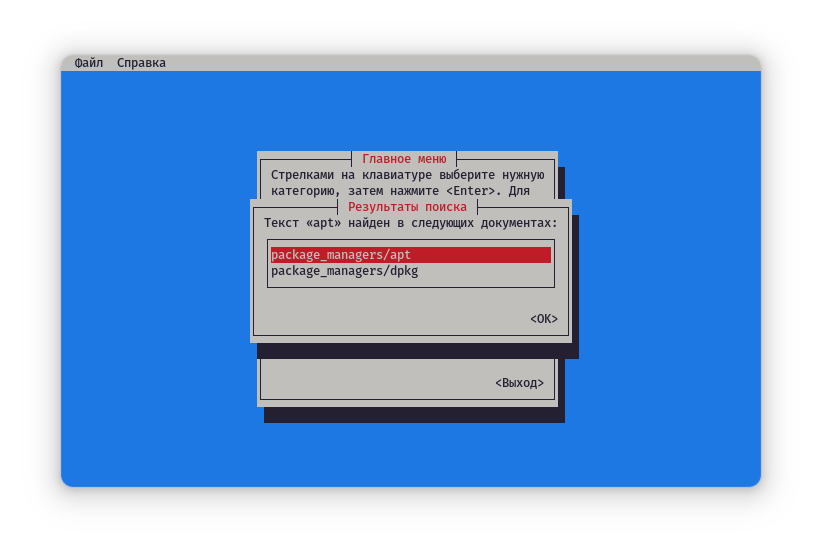 Файл Справка
Главное меню
Стрелками на клавиатуре выберите нужную
категорию, затем нажмите <Enter>. Для
Результаты поиска
Текст «apt» найден в следующих документах:
package_managers/apt
package_managers/dpkg
<OK>
<Выход>